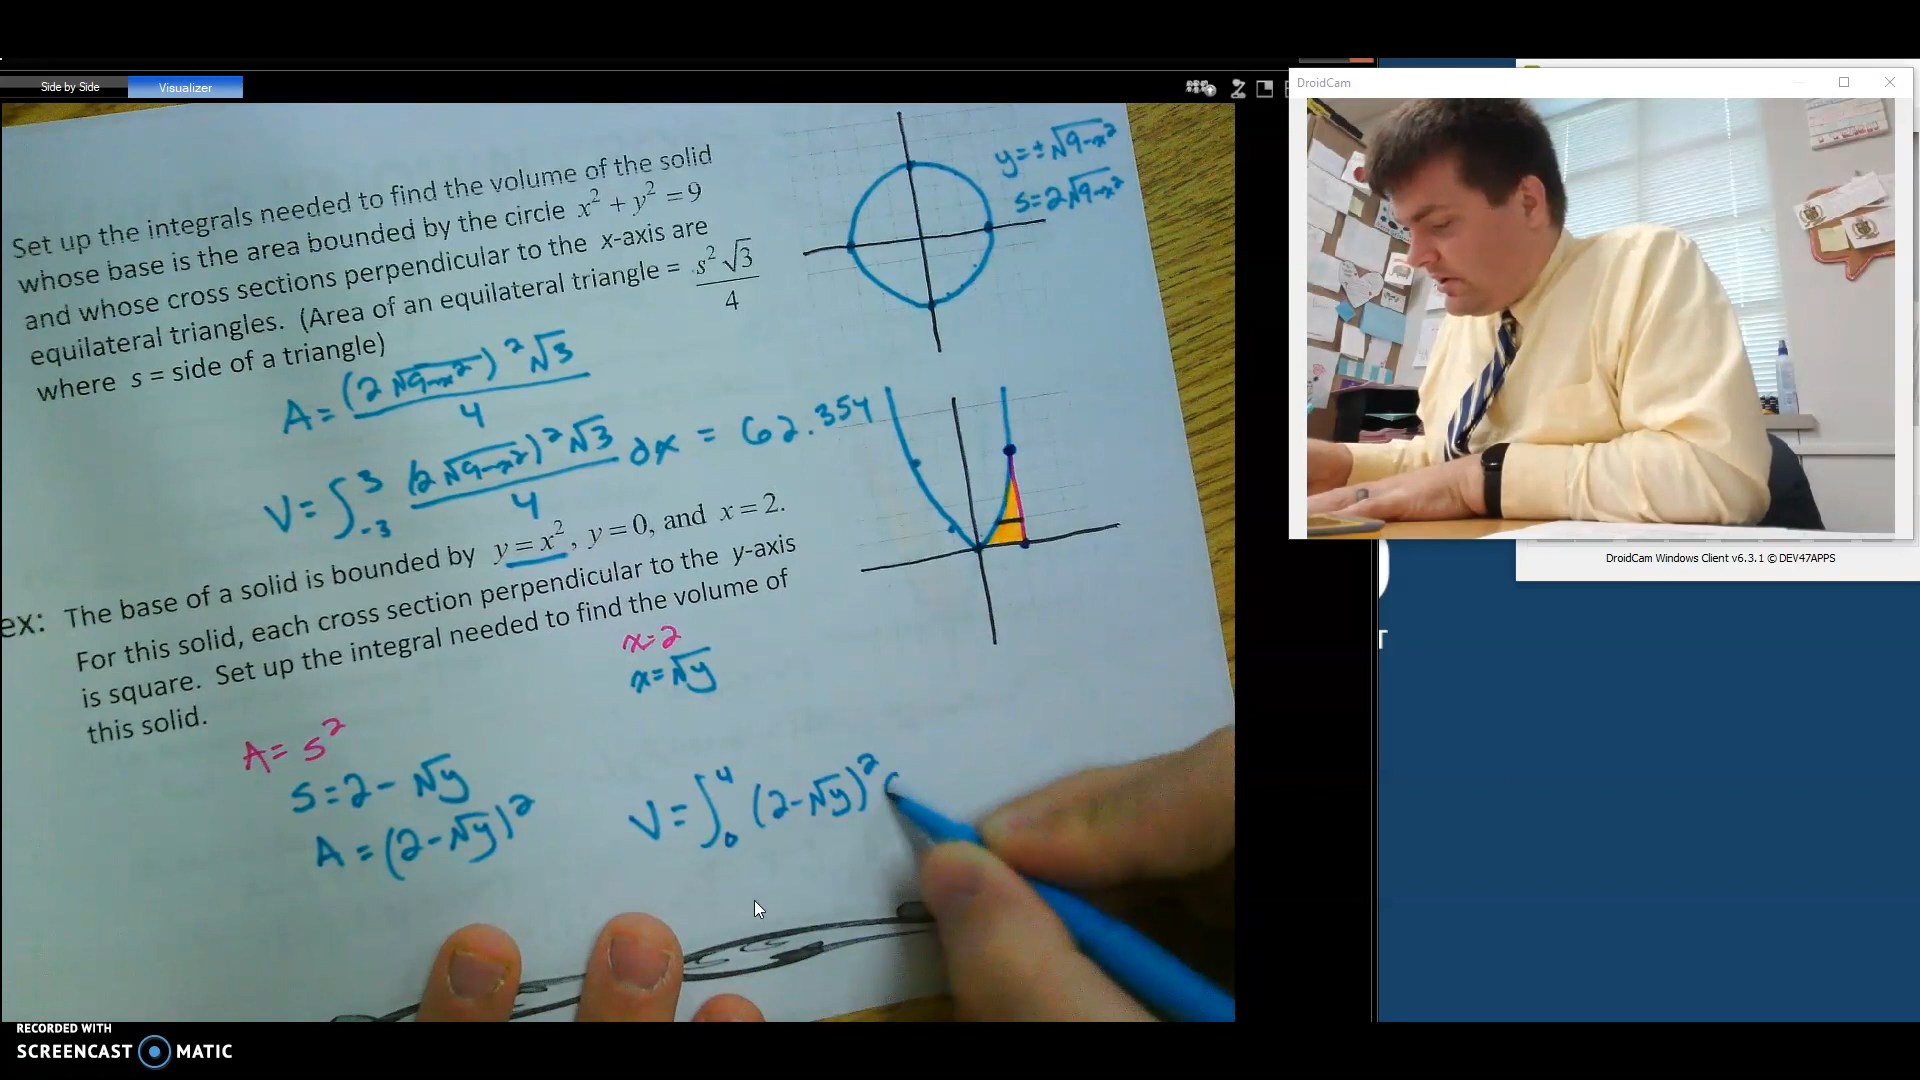 Side by Side
Visualizer
DroidCam
Set up the integrals needed to find the volume of the solid
whose base is the area bounded by the circle x² + y² = 9
and whose cross sections perpendicular to the x-axis are
equilateral triangles. (Area of an equilateral triangle = s²√3/4
where s = side of a triangle)
y=±√9-x²
s=2√9-x²
A = (2√9-x²)²√3/4
V = ∫₋₃³ (2√9-x²)²√3/4 dx = 62.354
ex: The base of a solid is bounded by y = x², y = 0, and x = 2.
For this solid, each cross section perpendicular to the y-axis
is square. Set up the integral needed to find the volume of
this solid.
x=2
x=√y
A= s²
s=2-√y
A = (2-√y)²
V = ∫₀⁴ (2-√y)²
DroidCam Windows Client v6.3.1 © DEV47APPS
RECORDED WITH
SCREENCAST MATIC